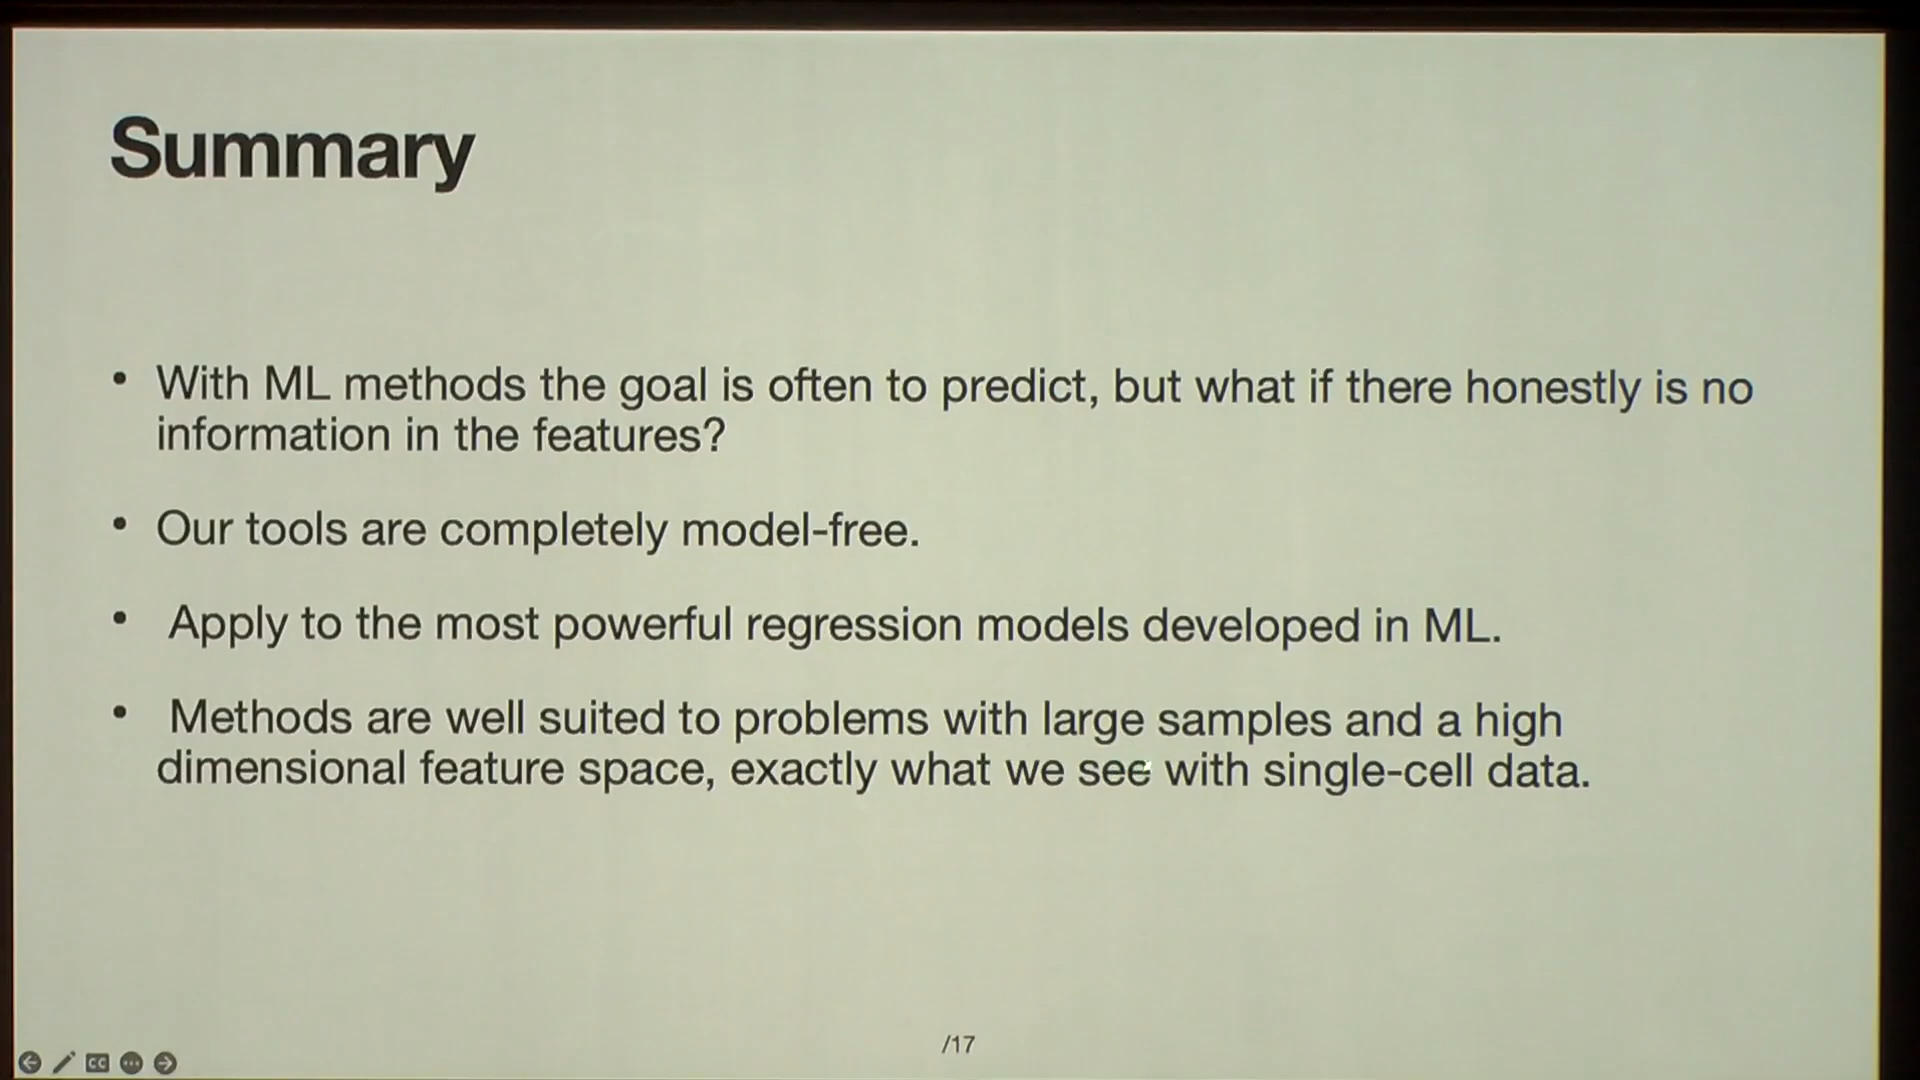 Summary
• With ML methods the goal is often to predict, but what if there honestly is no
information in the features?
• Our tools are completely model-free.
• Apply to the most powerful regression models developed in ML.
• Methods are well suited to problems with large samples and a high
dimensional feature space, exactly what we see with single-cell data.
/17
CC